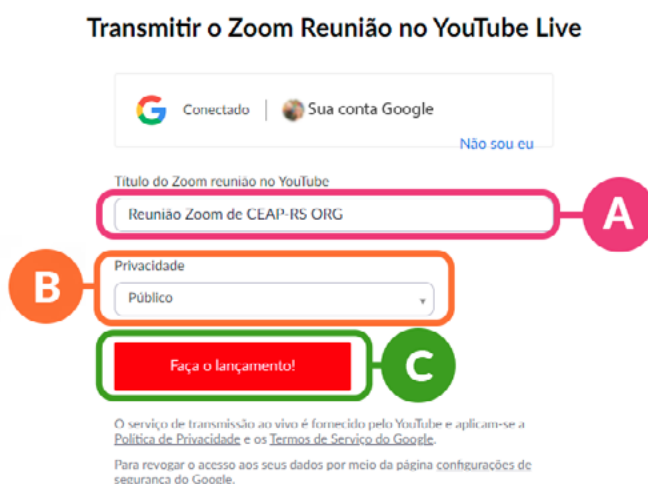 Transmitir o Zoom Reunião no YouTube Live
Conectado | Sua conta Google
Não sou eu
Título do Zoom reunião no YouTube
Reunião Zoom de CEAP-RS ORG
A
Privacidade
B
Público
Faça o lançamento!
C
O serviço de transmissão ao vivo é fornecido pelo YouTube e aplicam-se a
Política de Privacidade e os Termos de Serviço do Google.
Para revogar o acesso aos seus dados por meio da página configurações de
segurança do Google.